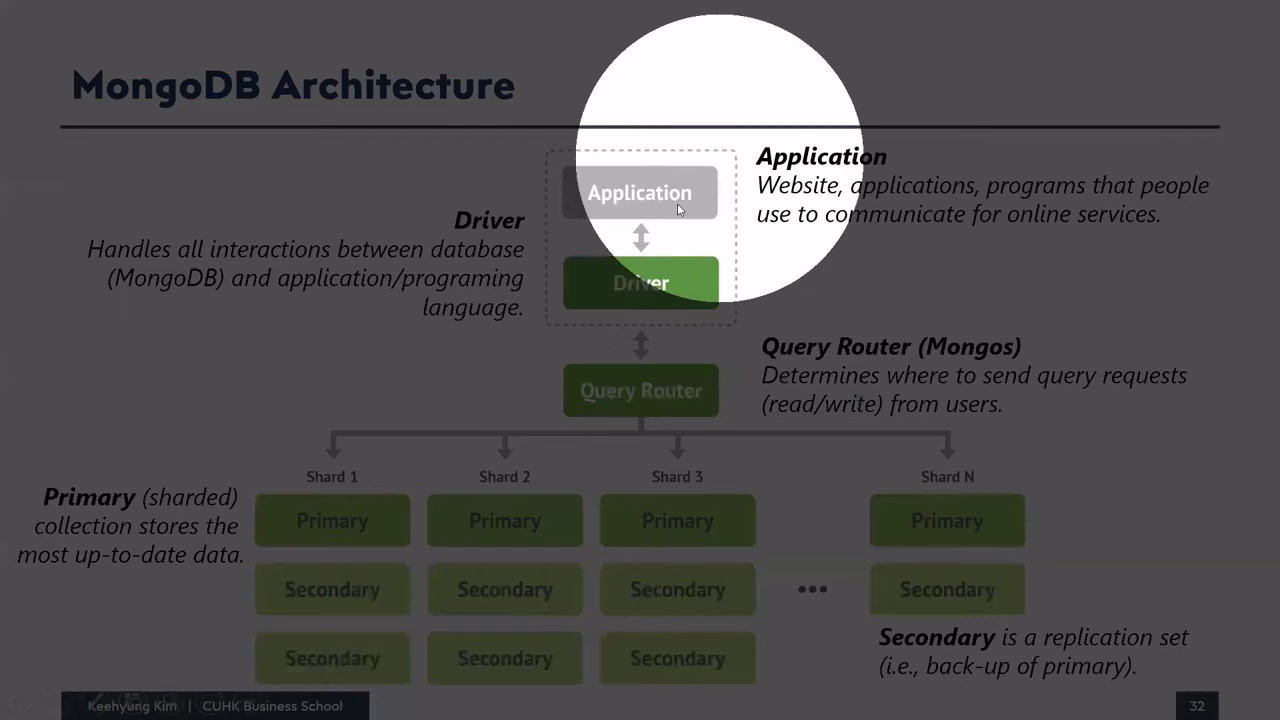 MongoDB Architecture
Application
Application
Website, applications, programs that people
use to communicate for online services.
Driver
Handles all interactions between database
(MongoDB) and application/programing
language.
Driver
Query Router (Mongos)
Determines where to send query requests
(read/write) from users.
Query Router
Shard 1 Shard 2 Shard 3 Shard N
Primary (sharded)
collection stores the
most up-to-date data.
Primary Primary Primary Primary
Secondary Secondary Secondary ••• Secondary
Secondary Secondary Secondary
Secondary is a replication set
(i.e., back-up of primary).
Keehyung Kim | CUHK Business School
32